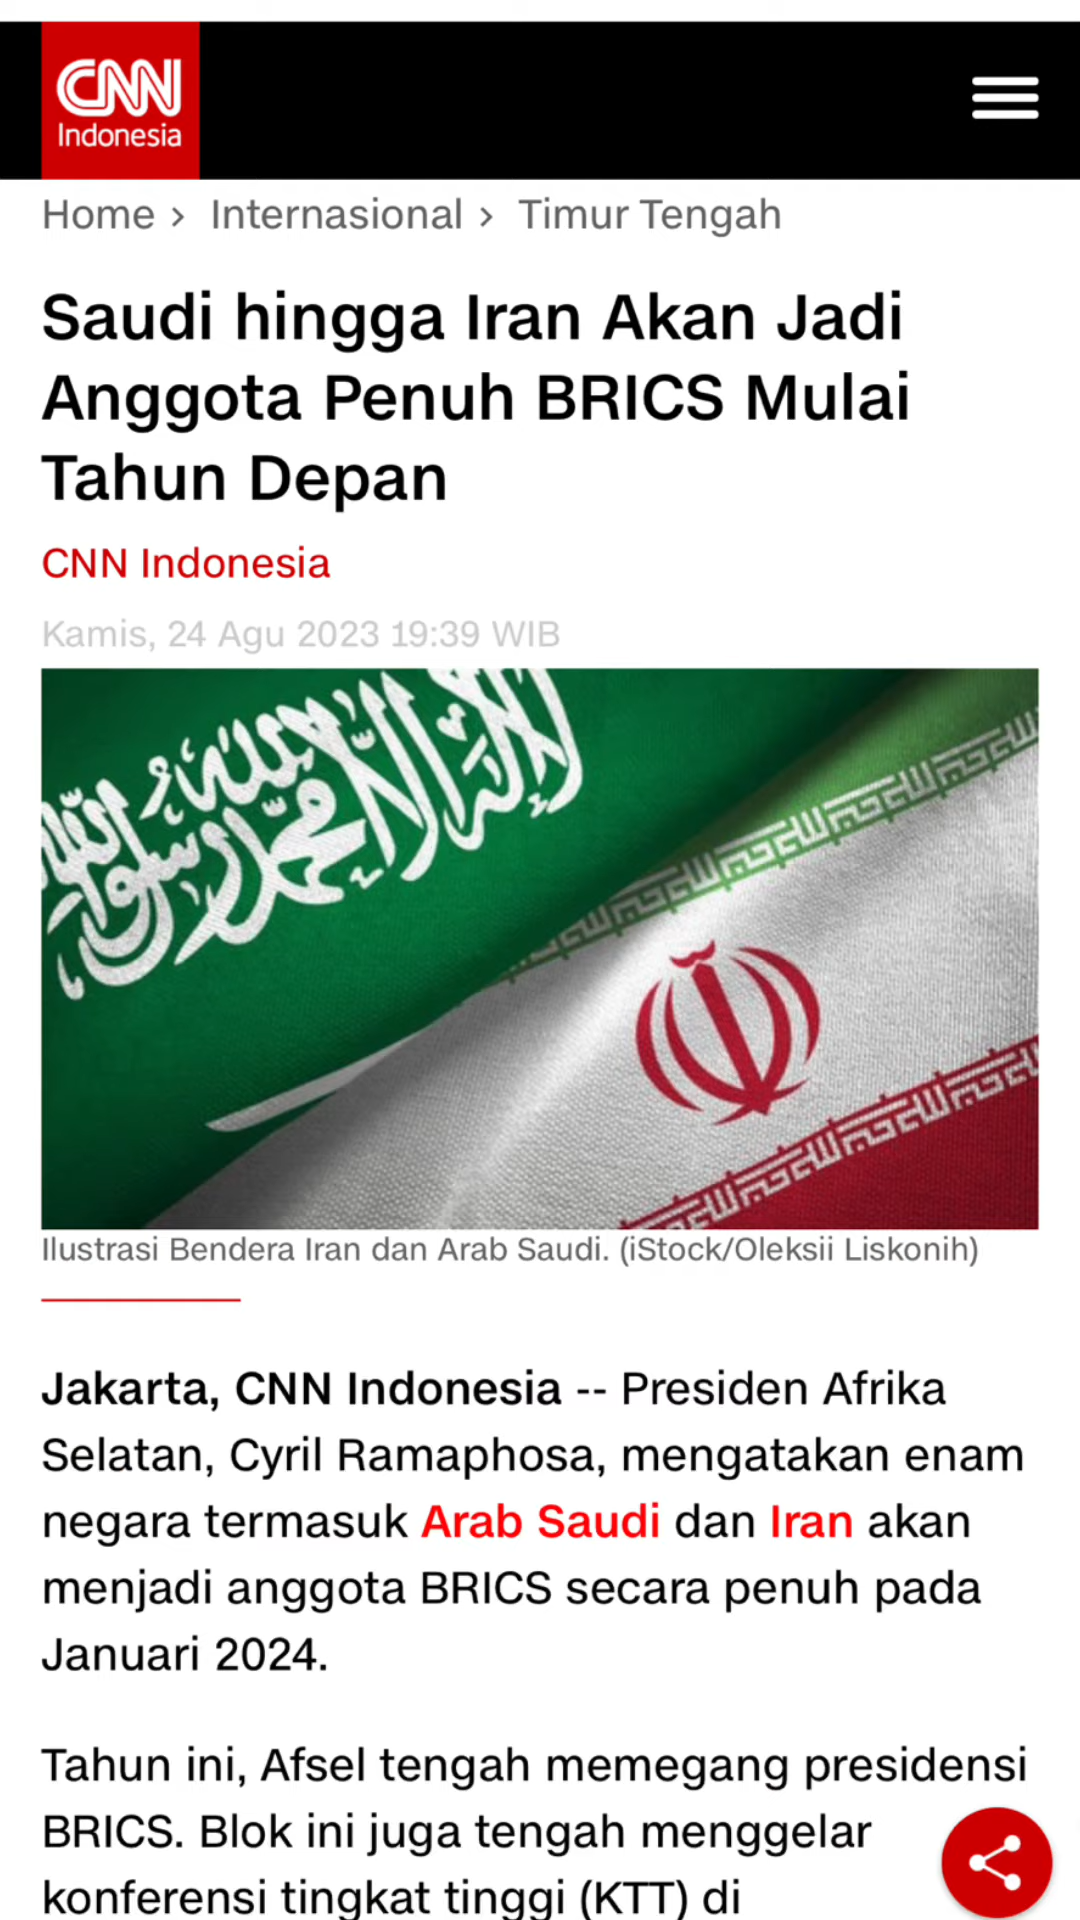 CNN
Indonesia
Home › Internasional › Timur Tengah
Saudi hingga Iran Akan Jadi
Anggota Penuh BRICS Mulai
Tahun Depan
CNN Indonesia
Kamis, 24 Agu 2023 19:39 WIB
Ilustrasi Bendera Iran dan Arab Saudi. (iStock/Oleksii Liskonih)
Jakarta, CNN Indonesia -- Presiden Afrika
Selatan, Cyril Ramaphosa, mengatakan enam
negara termasuk Arab Saudi dan Iran akan
menjadi anggota BRICS secara penuh pada
Januari 2024.
Tahun ini, Afsel tengah memegang presidensi
BRICS. Blok ini juga tengah menggelar
konferensi tingkat tinggi (KTT) di